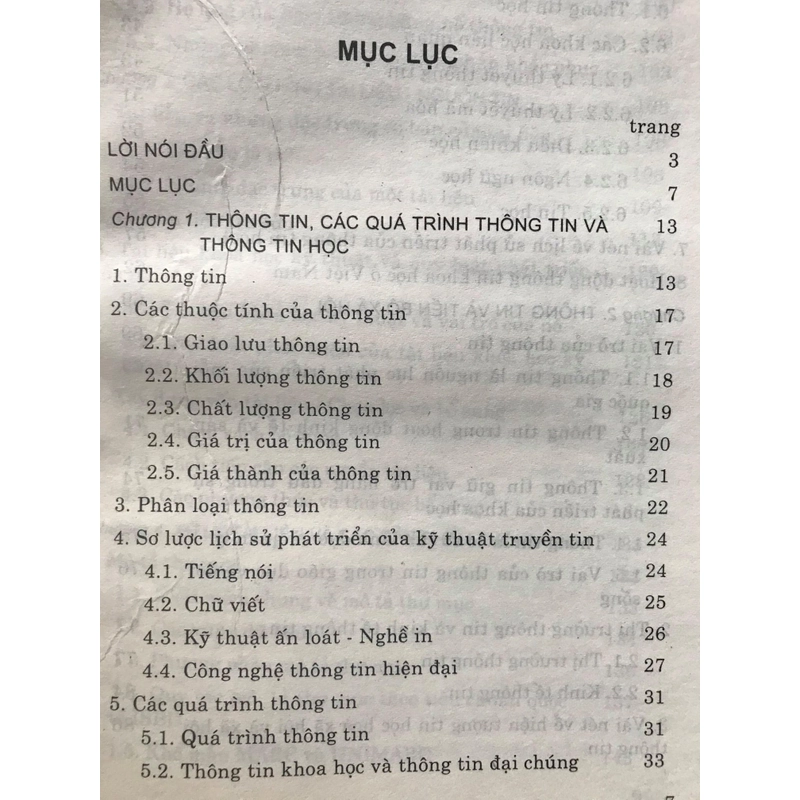 MỤC LỤC
trang
LỜI NÓI ĐẦU 3
MỤC LỤC 7
Chương 1. THÔNG TIN, CÁC QUÁ TRÌNH THÔNG TIN VÀ 13
THÔNG TIN HỌC
1. Thông tin 13
2. Các thuộc tính của thông tin 17
2.1. Giao lưu thông tin 17
2.2. Khối lượng thông tin 18
2.3. Chất lượng thông tin 19
2.4. Giá trị của thông tin 20
2.5. Giá thành của thông tin 21
3. Phân loại thông tin 22
4. Sơ lược lịch sử phát triển của kỹ thuật truyền tin 24
4.1. Tiếng nói 24
4.2. Chữ viết 25
4.3. Kỹ thuật ấn loát - Nghề in 26
4.4. Công nghệ thông tin hiện đại 27
5. Các quá trình thông tin 31
5.1. Quá trình thông tin 31
5.2. Thông tin khoa học và thông tin đại chúng 33